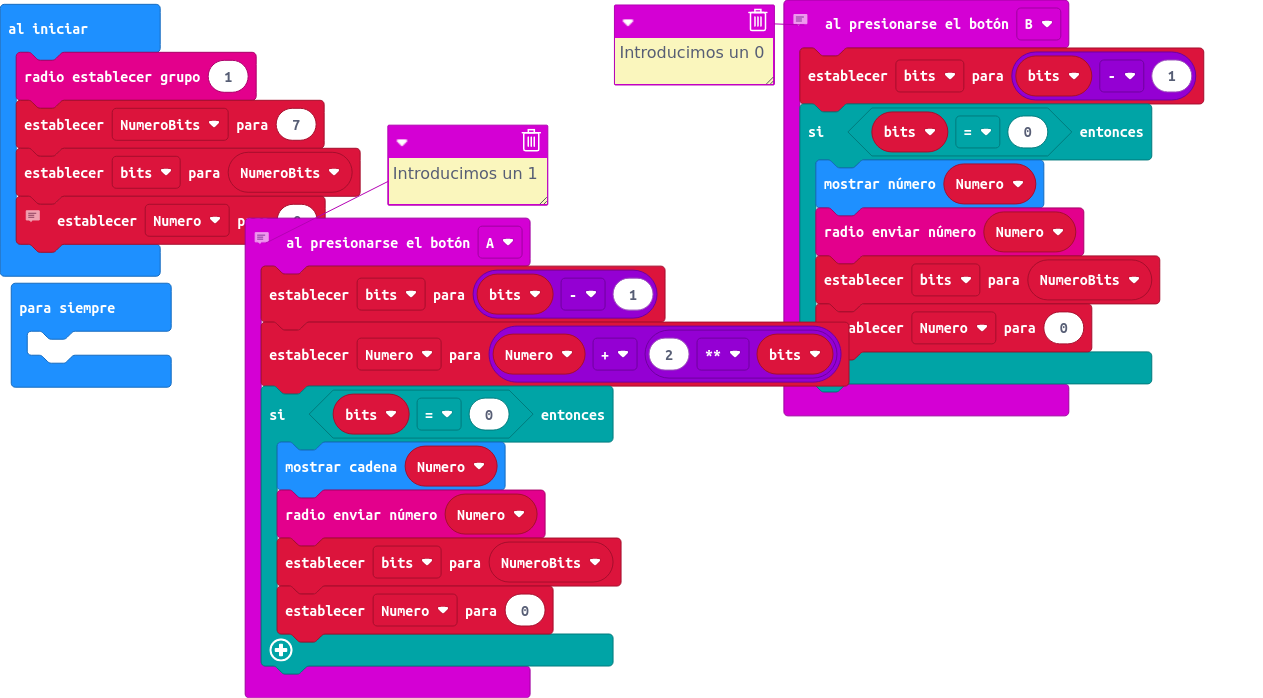 al iniciar
radio establecer grupo 1
establecer NumeroBits para 7
establecer bits para NumeroBits
establecer Numero
para siempre
Introducimos un 1
al presionarse el botón A
establecer bits para bits - 1
establecer Numero para Numero + 2 ** bits
si bits = 0 entonces
mostrar cadena Numero
radio enviar número Numero
establecer bits para NumeroBits
establecer Numero para 0
Introducimos un 0
al presionarse el botón B
establecer bits para bits - 1
si bits = 0 entonces
mostrar número Numero
radio enviar número Numero
establecer bits para NumeroBits
ablecer Numero para 0